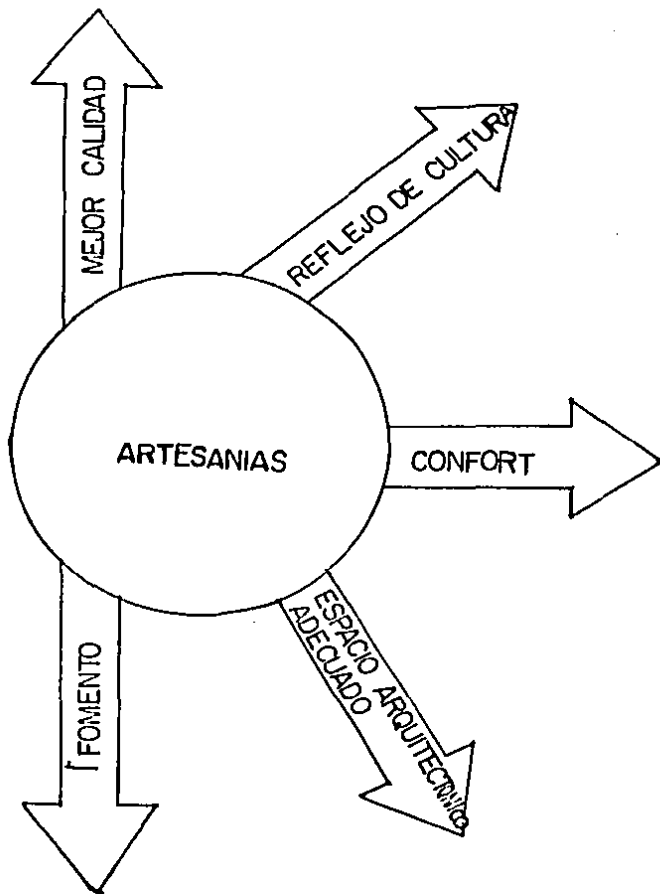 MEJOR CALIDAD
REFLEJO DE CULTURA
ARTESANIAS
CONFORT
ESPACIO ARQUITECTONICO
ADECUADO
FOMENTO